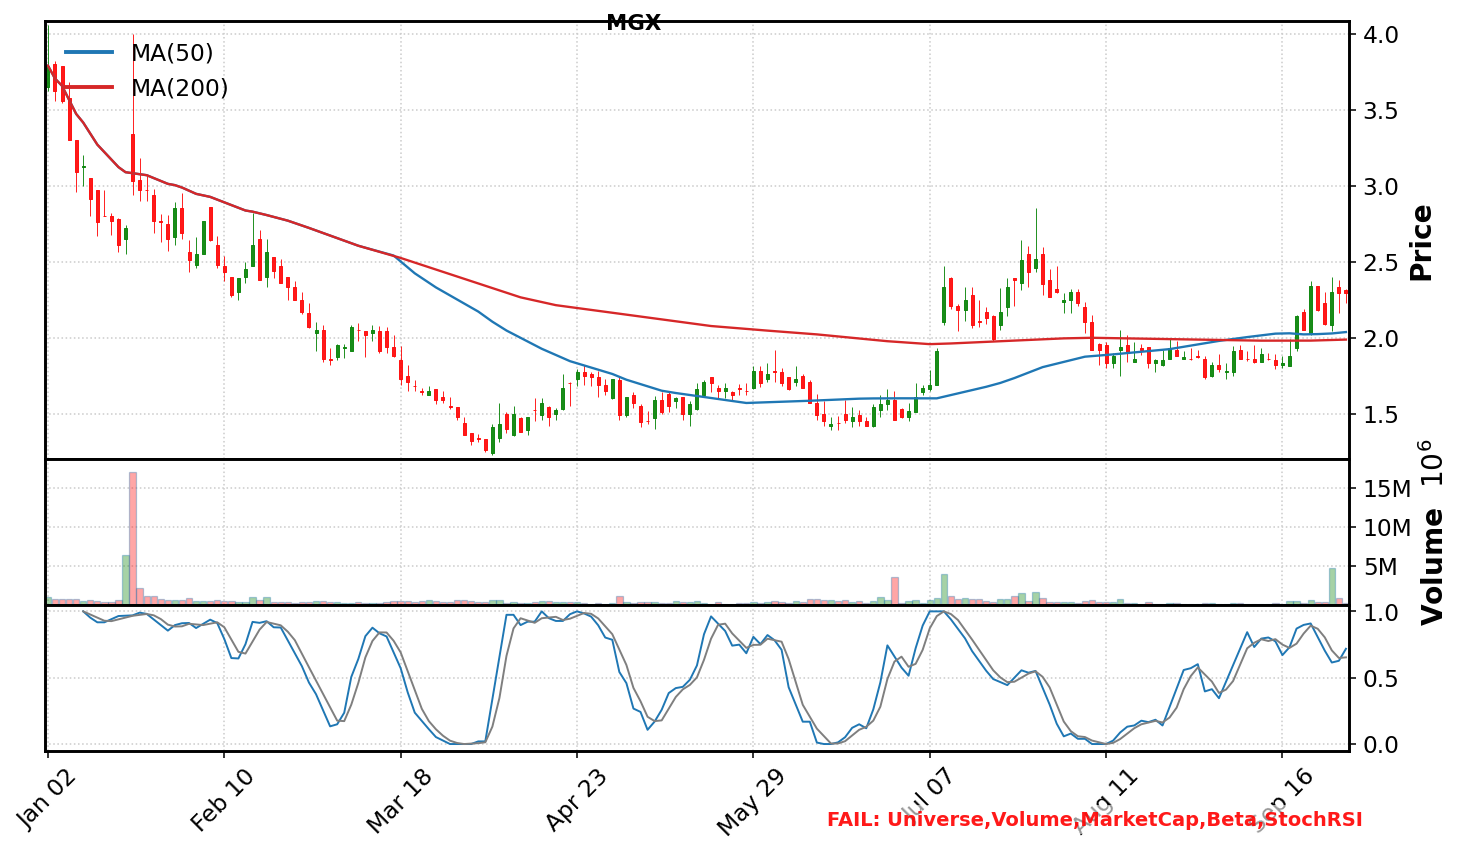 MGX
MA(50)
MA(200)
4.0
3.5
3.0
2.5
2.0
1.5
Price
15M
10M
5M
Volume 10^6
1.0
0.5
0.0
Jan 02
Feb 10
Mar 18
Apr 23
May 29
Jul 07
Aug 11
Sep 16
FAIL: Universe,Volume,MarketCap,Beta,StochRSI